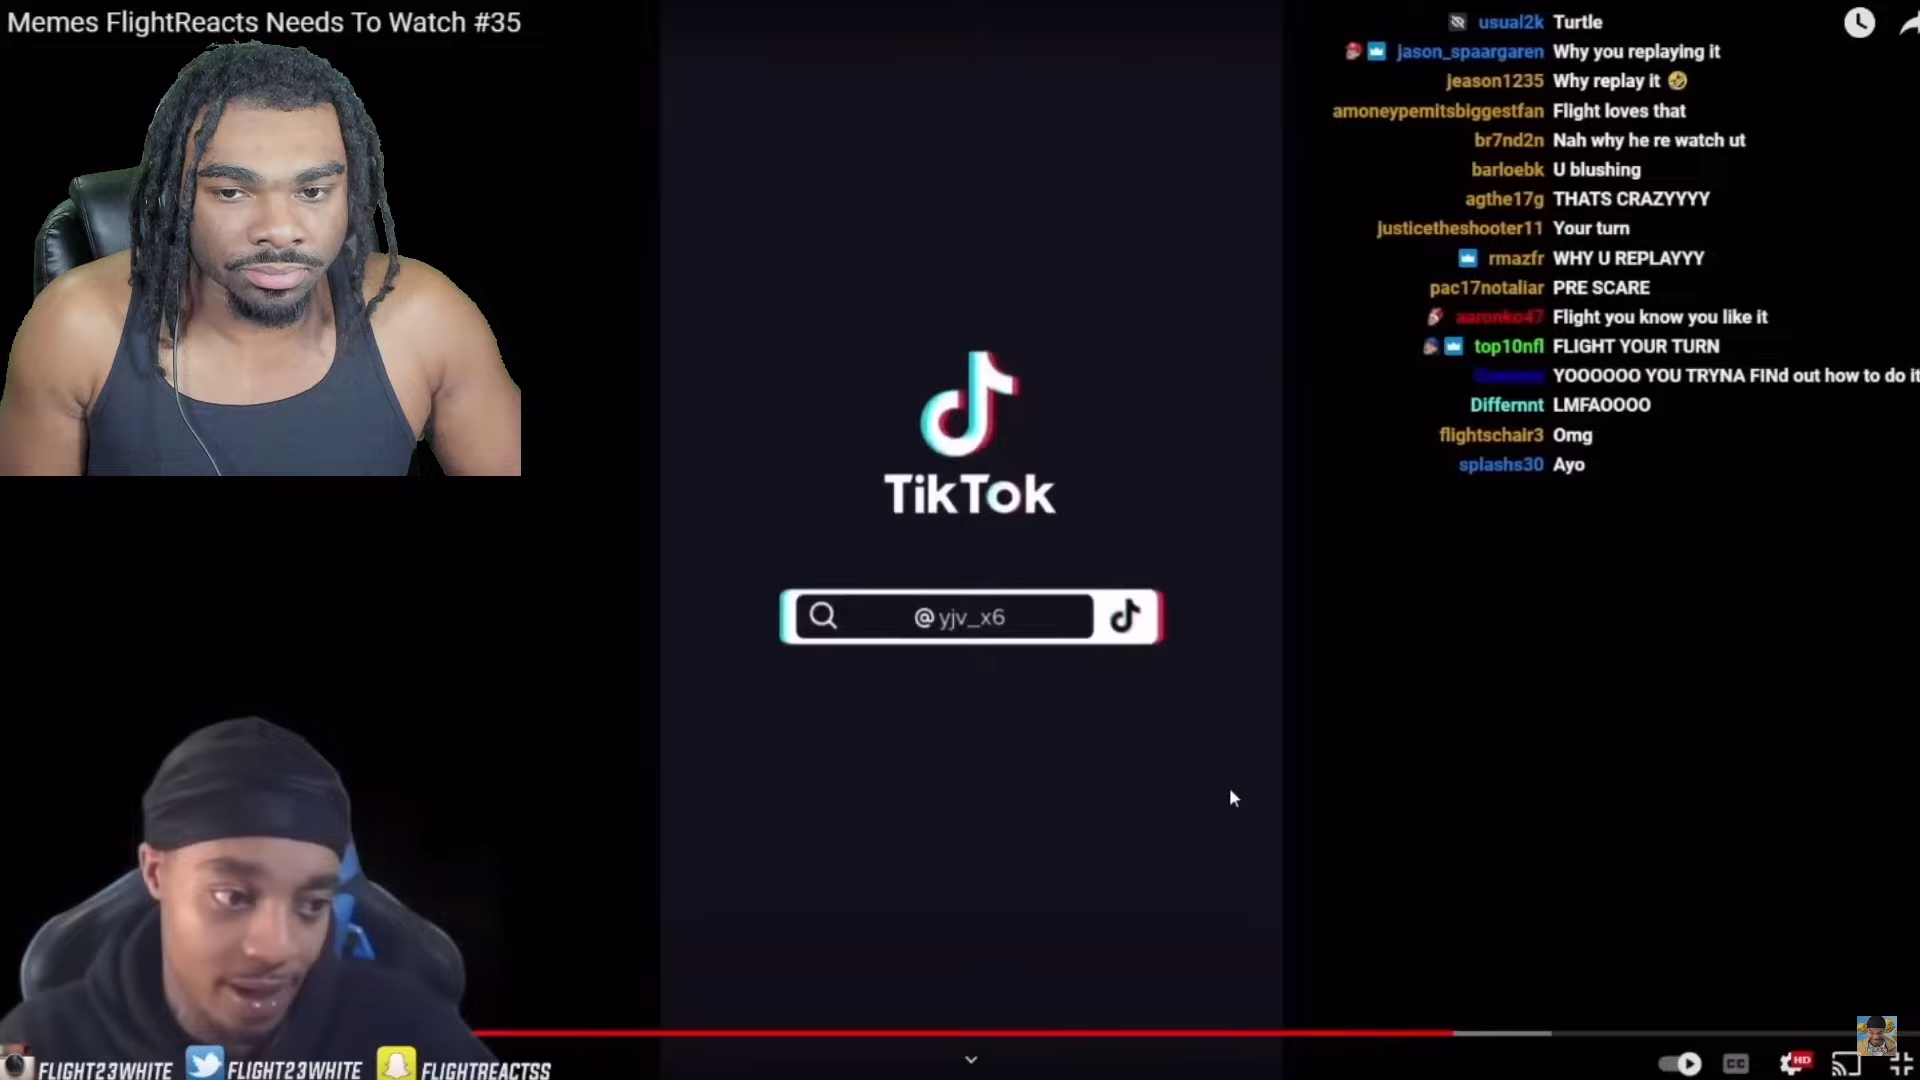 Memes FlightReacts Needs To Watch #35
usual2k Turtle
jason_spaargaren Why you replaying it
jeason1235 Why replay it 🤣
amoneypemitsbiggestfan Flight loves that
br7nd2n Nah why he re watch ut
barloebk U blushing
agthe17g THATS CRAZYYYY
justicetheshooter11 Your turn
rmazfr WHY U REPLAYYY
pac17notaliar PRE SCARE
aaronko47 Flight you know you like it
top10nfl FLIGHT YOUR TURN
YOOOOOO YOU TRYNA FINd out how to do it
Differnnt LMFAOOOO
flightschair3 Omg
splashs30 Ayo
TikTok
@yjv_x6
FLIGHT23WHITE FLIGHT23WHITE FLIGHTREACTSS
CC HD